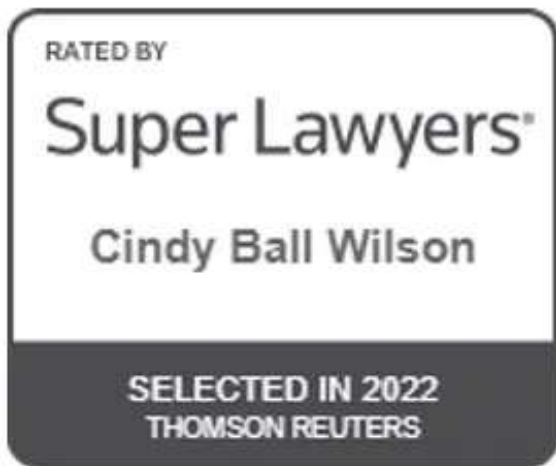 RATED BY
Super Lawyers®
Cindy Ball Wilson
SELECTED IN 2022
THOMSON REUTERS